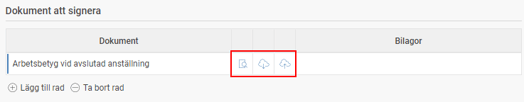 Dokument att signera
Dokument Bilagor
Arbetsbetyg vid avslutad anställning
Lägg till rad Ta bort rad